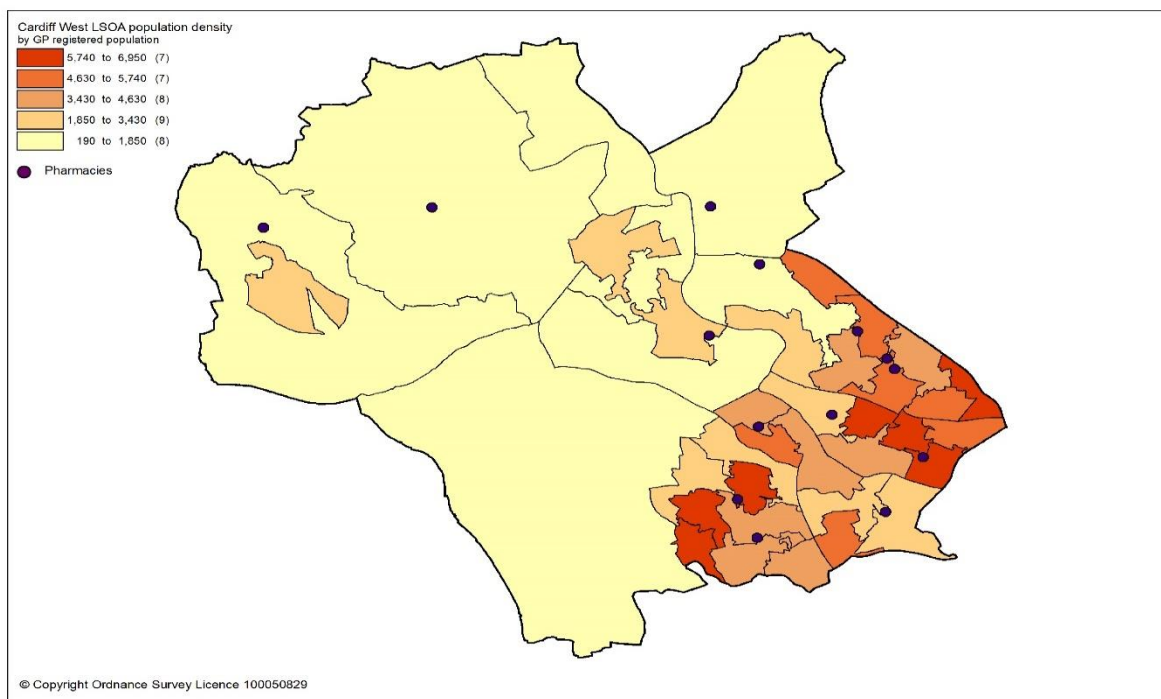 Cardiff West LSOA population density
by GP registered population
5,740 to 6,950 (7)
4,630 to 5,740 (7)
3,430 to 4,630 (8)
1,850 to 3,430 (9)
190 to 1,850 (8)
Pharmacies
© Copyright Ordnance Survey Licence 100050829